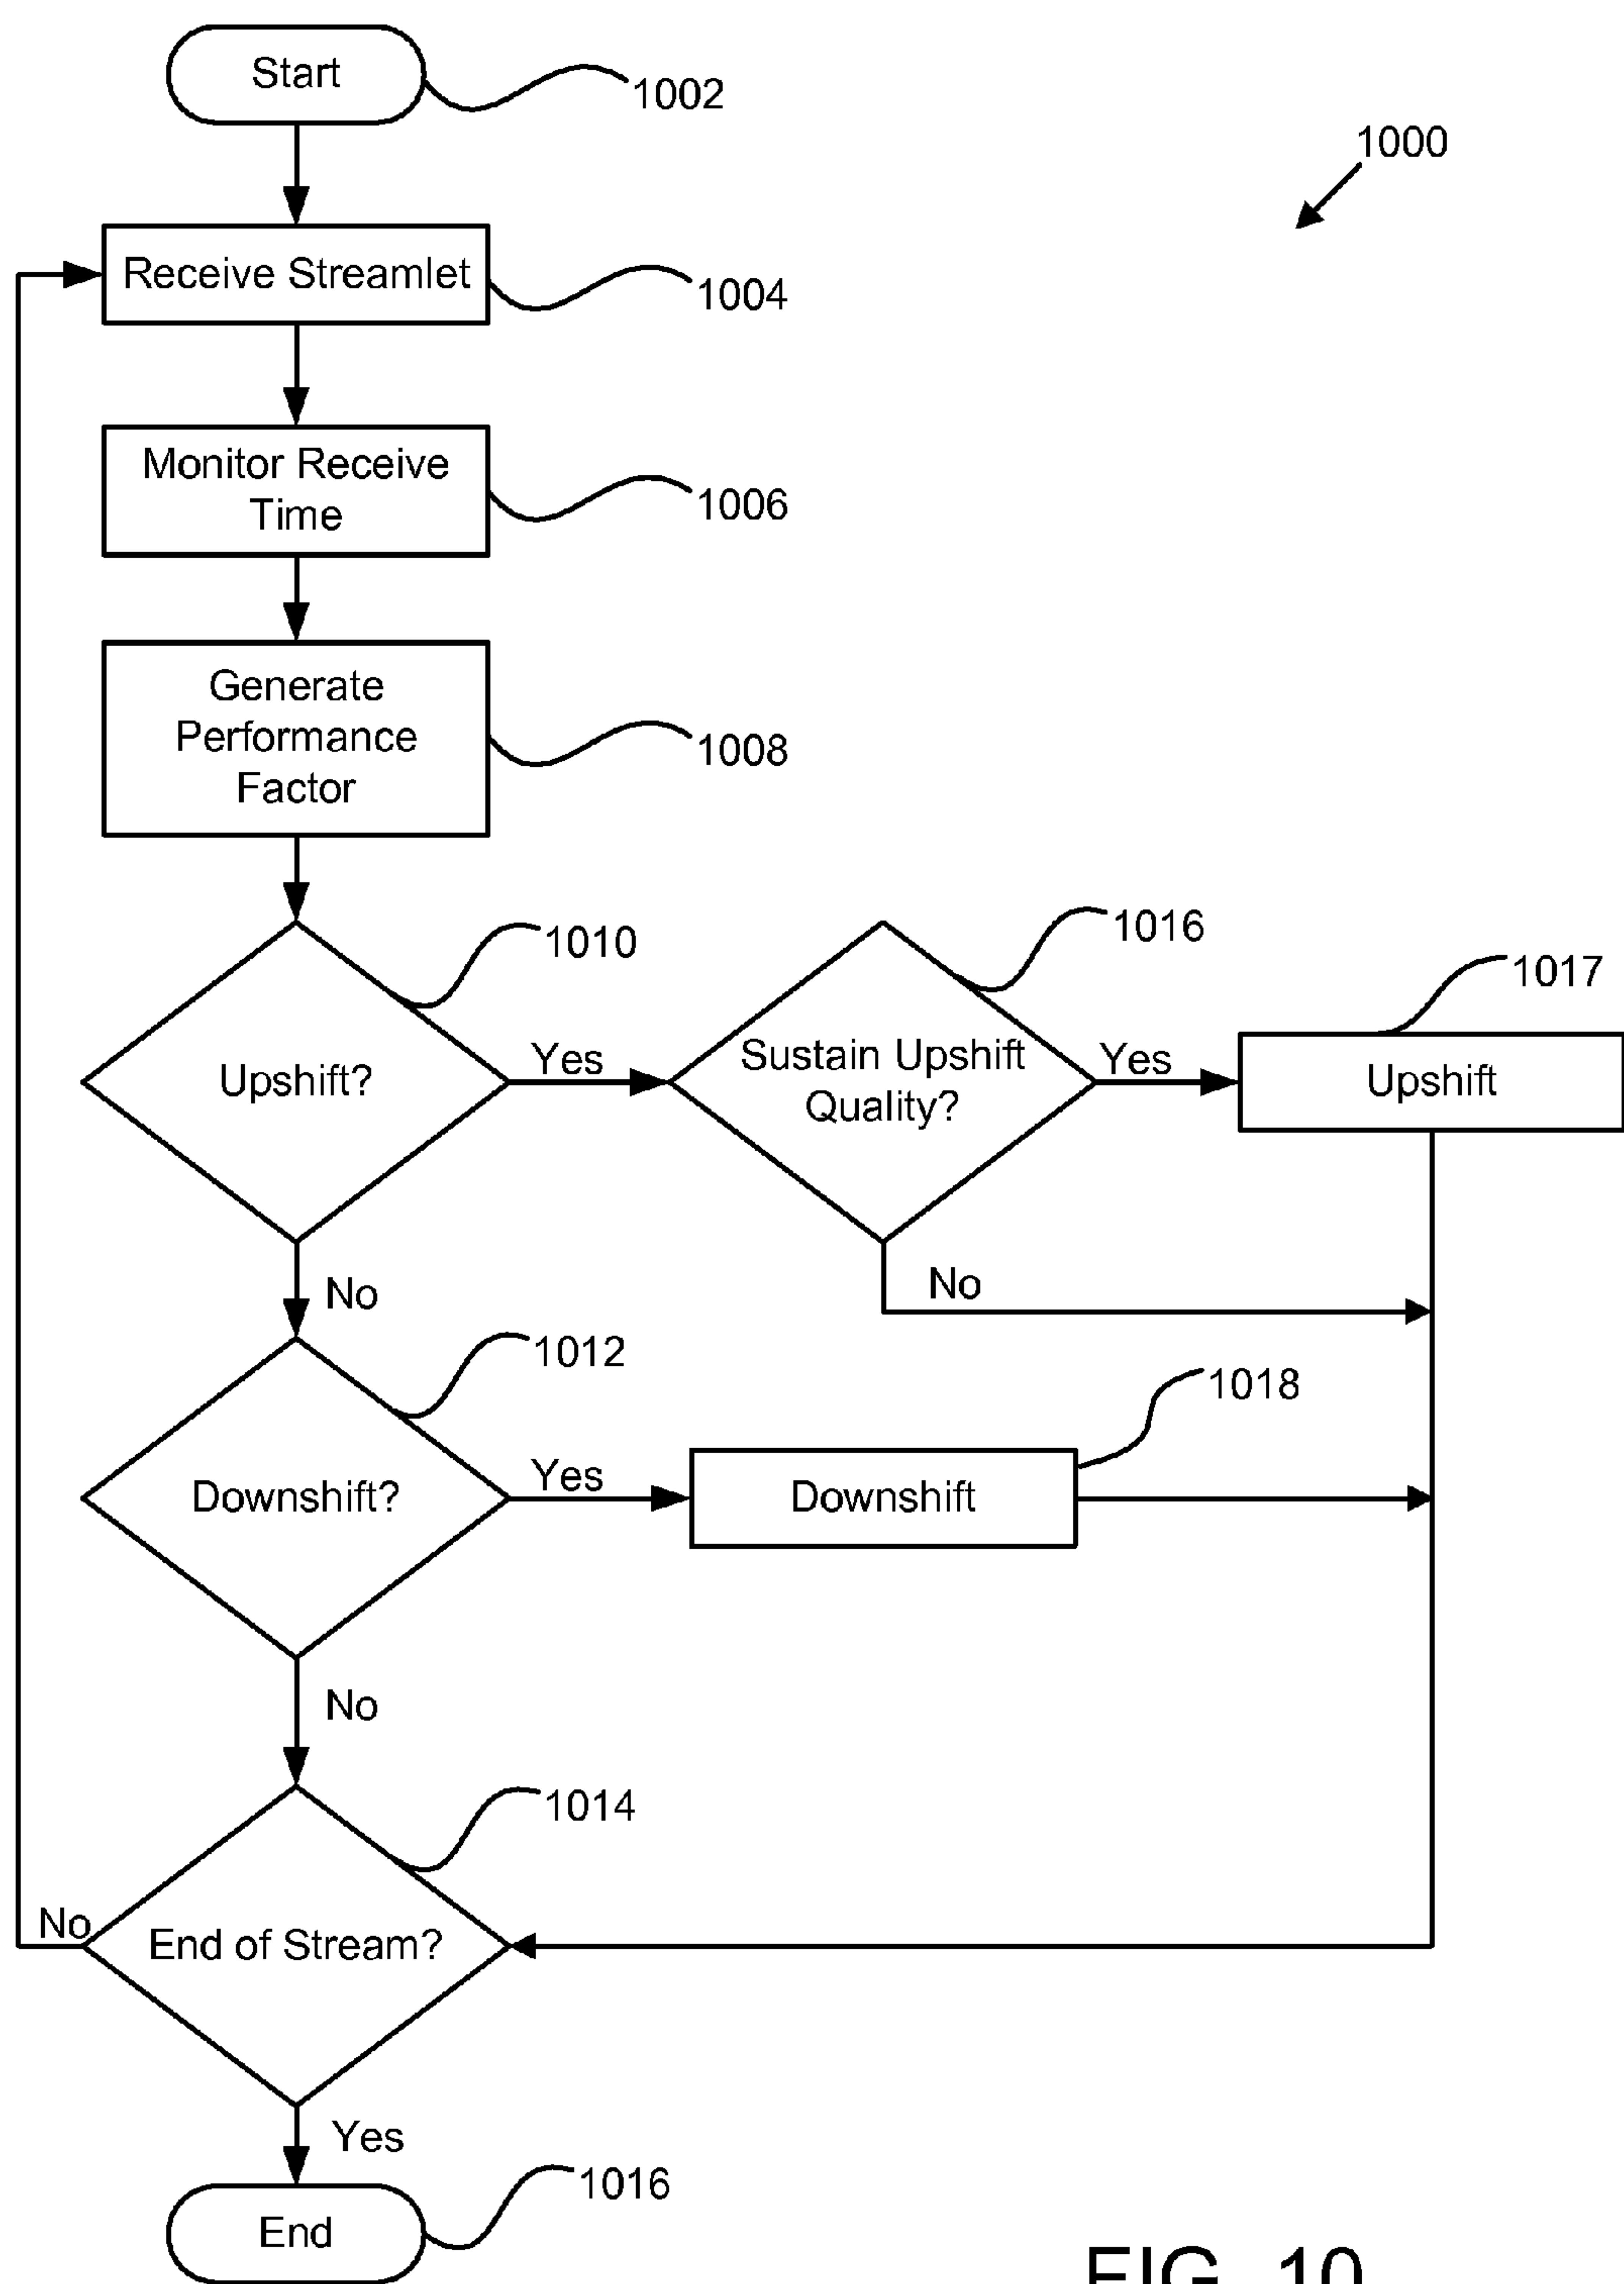 Start
1002
1000
Receive Streamlet
1004
Monitor Receive
Time
1006
Generate
Performance
Factor
1008
1010
1016
1017
Upshift?
Yes
Sustain Upshift
Quality?
Yes
Upshift
No
No
1012
1018
Downshift?
Yes
Downshift
No
1014
No
End of Stream?
Yes
1016
End
FIG. 10